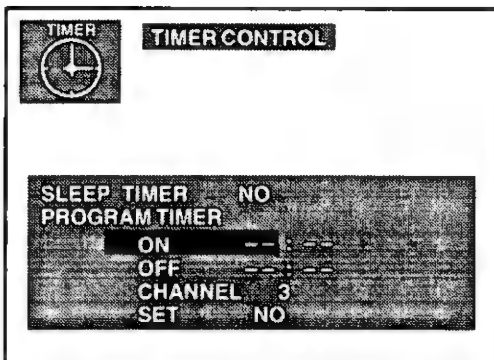 TIMER
TIMER CONTROL
SLEEP TIMER NO
PROGRAM TIMER
ON --:--
OFF --:--
CHANNEL 3
SET NO